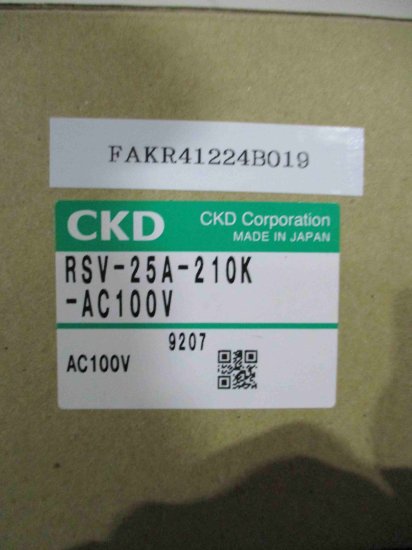 FAKR41224B019
CKD CKD Corporation
MADE IN JAPAN
RSV-25A-210K
-AC100V
9207
AC100V